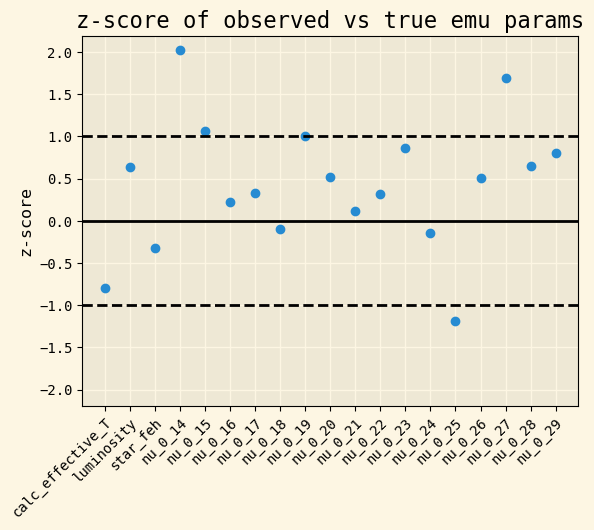 z-score of observed vs true emu params
z-score
2.0
1.5
1.0
0.5
0.0
−0.5
−1.0
−1.5
−2.0
calc_effective_T
luminosity
star_feh
nu_0_14
nu_0_15
nu_0_16
nu_0_17
nu_0_18
nu_0_19
nu_0_20
nu_0_21
nu_0_22
nu_0_23
nu_0_24
nu_0_25
nu_0_26
nu_0_27
nu_0_28
nu_0_29